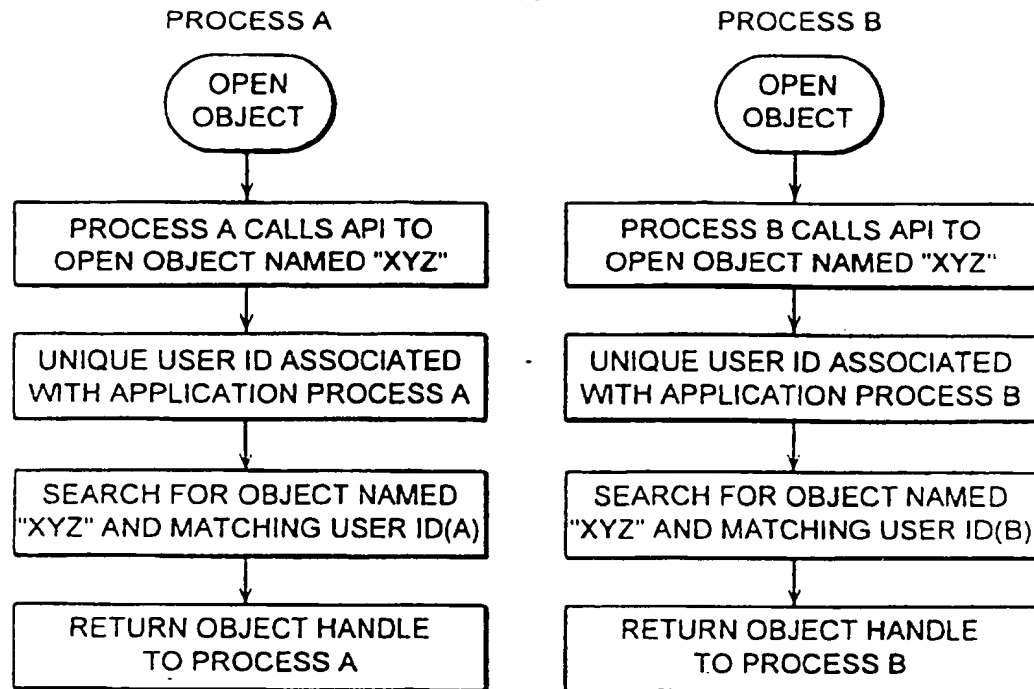 PROCESS A
OPEN
OBJECT
PROCESS A CALLS API TO
OPEN OBJECT NAMED "XYZ"
UNIQUE USER ID ASSOCIATED
WITH APPLICATION PROCESS A
SEARCH FOR OBJECT NAMED
"XYZ" AND MATCHING USER ID(A)
RETURN OBJECT HANDLE
TO PROCESS A
PROCESS B
OPEN
OBJECT
PROCESS B CALLS API TO
OPEN OBJECT NAMED "XYZ"
UNIQUE USER ID ASSOCIATED
WITH APPLICATION PROCESS B
SEARCH FOR OBJECT NAMED
"XYZ" AND MATCHING USER ID(B)
RETURN OBJECT HANDLE
TO PROCESS B